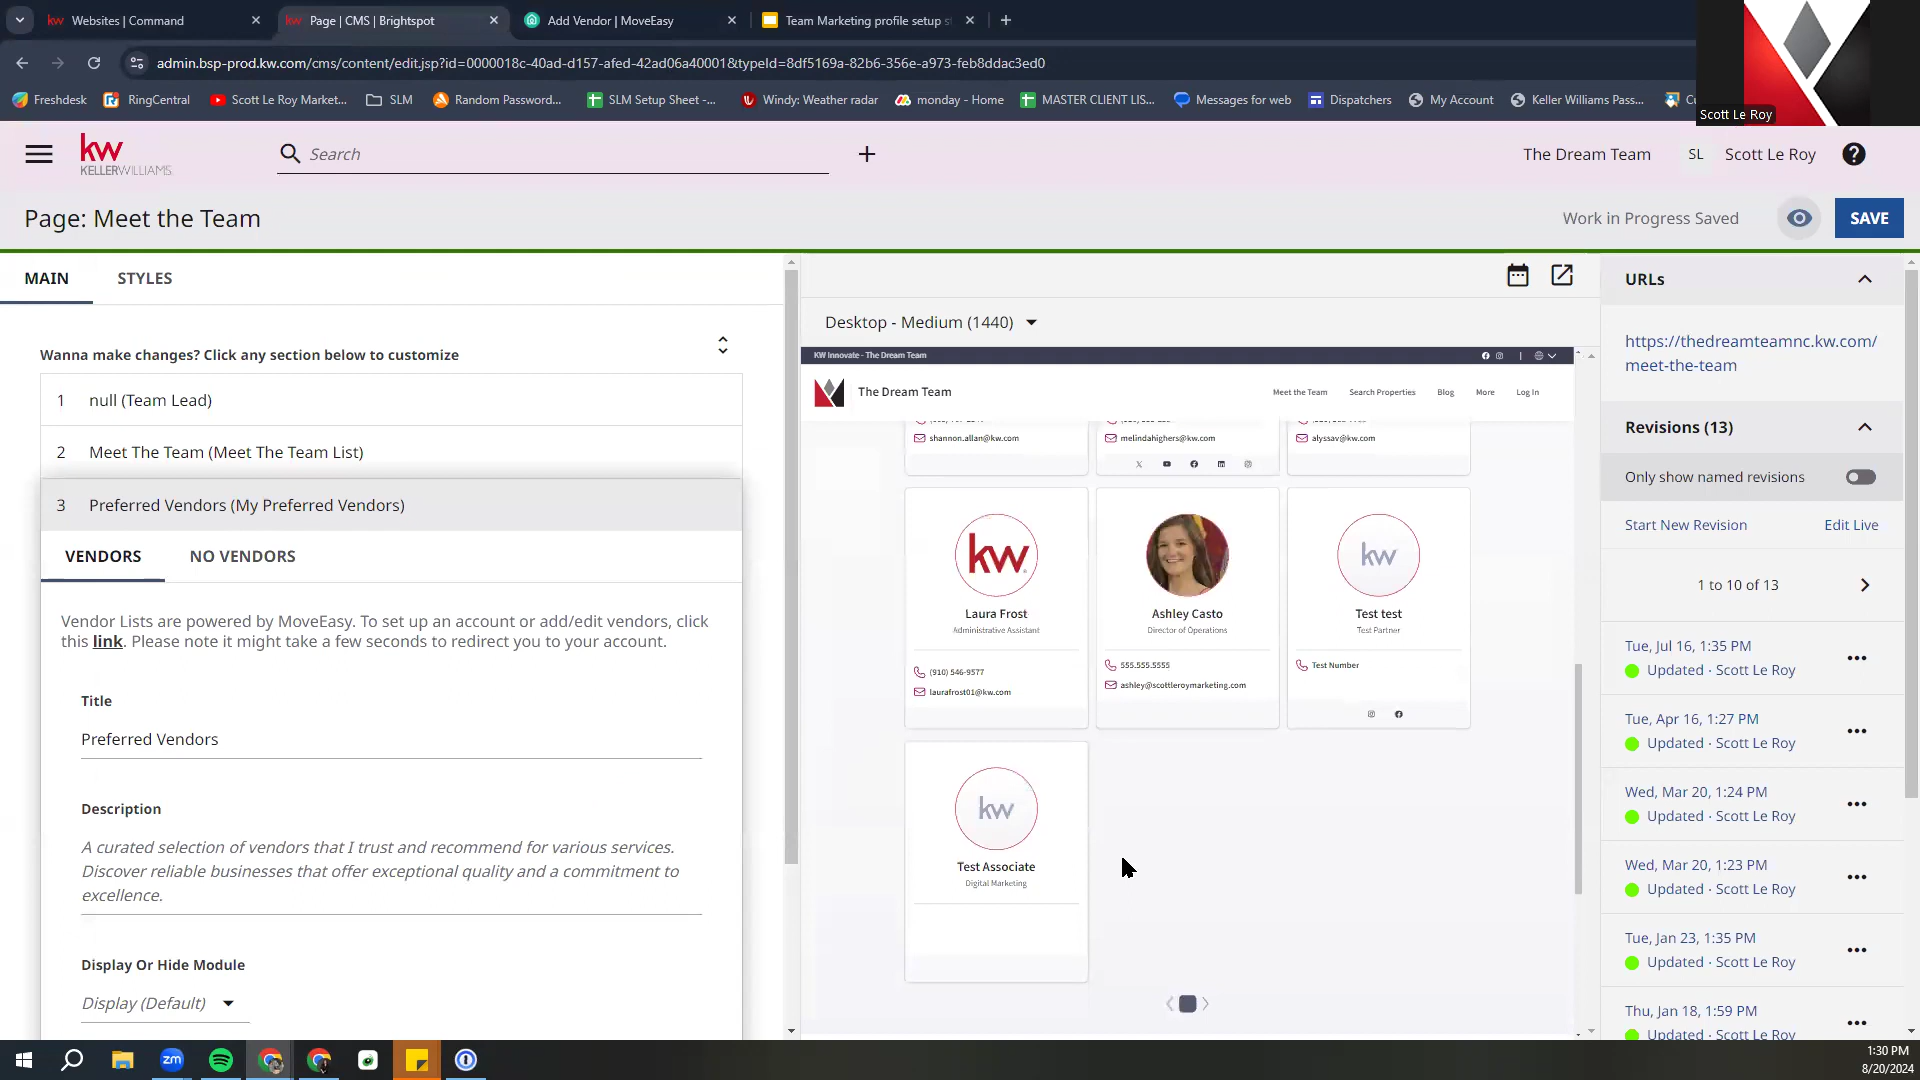 Websites | Command
Page | CMS | Brightspot
Add Vendor | MoveEasy
Team Marketing profile setup s
admin.bsp-prod.kw.com/cms/content/edit.jsp?id=0000018c-40ad-d157-afed-42ad06a40001&typeId=8df5169a-82b6-356e-a973-feb8ddac3ed0
Freshdesk
RingCentral
Scott Le Roy Market...
SLM
Random Password...
SLM Setup Sheet -...
Windy: Weather radar
monday - Home
MASTER CLIENT LIS...
Messages for web
Dispatchers
My Account
Keller Williams Pass...
Cu
Scott Le Roy
kw
KELLERWILLIAMS.
Search
The Dream Team
SL
Scott Le Roy
Page: Meet the Team
Work in Progress Saved
SAVE
MAIN
STYLES
Wanna make changes? Click any section below to customize
1 null (Team Lead)
2 Meet The Team (Meet The Team List)
3 Preferred Vendors (My Preferred Vendors)
VENDORS
NO VENDORS
Vendor Lists are powered by MoveEasy. To set up an account or add/edit vendors, click
this link. Please note it might take a few seconds to redirect you to your account.
Title
Preferred Vendors
Description
A curated selection of vendors that I trust and recommend for various services.
Discover reliable businesses that offer exceptional quality and a commitment to
excellence.
Display Or Hide Module
Display (Default)
Desktop - Medium (1440)
KW Innovate - The Dream Team
The Dream Team
Meet the Team
Search Properties
Blog
More
Log In
shannon.allan@kw.com
melindahighers@kw.com
alyssav@kw.com
kw
Laura Frost
Administrative Assistant
(910) 546-9577
laurafrost01@kw.com
Ashley Casto
Director of Operations
555.555.5555
ashley@scottleroymarketing.com
kw
Test test
Test Partner
Test Number
kw
Test Associate
Digital Marketing
URLs
https://thedreamteamnc.kw.com/
meet-the-team
Revisions (13)
Only show named revisions
Start New Revision
Edit Live
1 to 10 of 13
Tue, Jul 16, 1:35 PM
Updated · Scott Le Roy
Tue, Apr 16, 1:27 PM
Updated · Scott Le Roy
Wed, Mar 20, 1:24 PM
Updated · Scott Le Roy
Wed, Mar 20, 1:23 PM
Updated · Scott Le Roy
Tue, Jan 23, 1:35 PM
Updated · Scott Le Roy
Thu, Jan 18, 1:59 PM
Updated · Scott Le Roy
zm
1:30 PM
8/20/2024